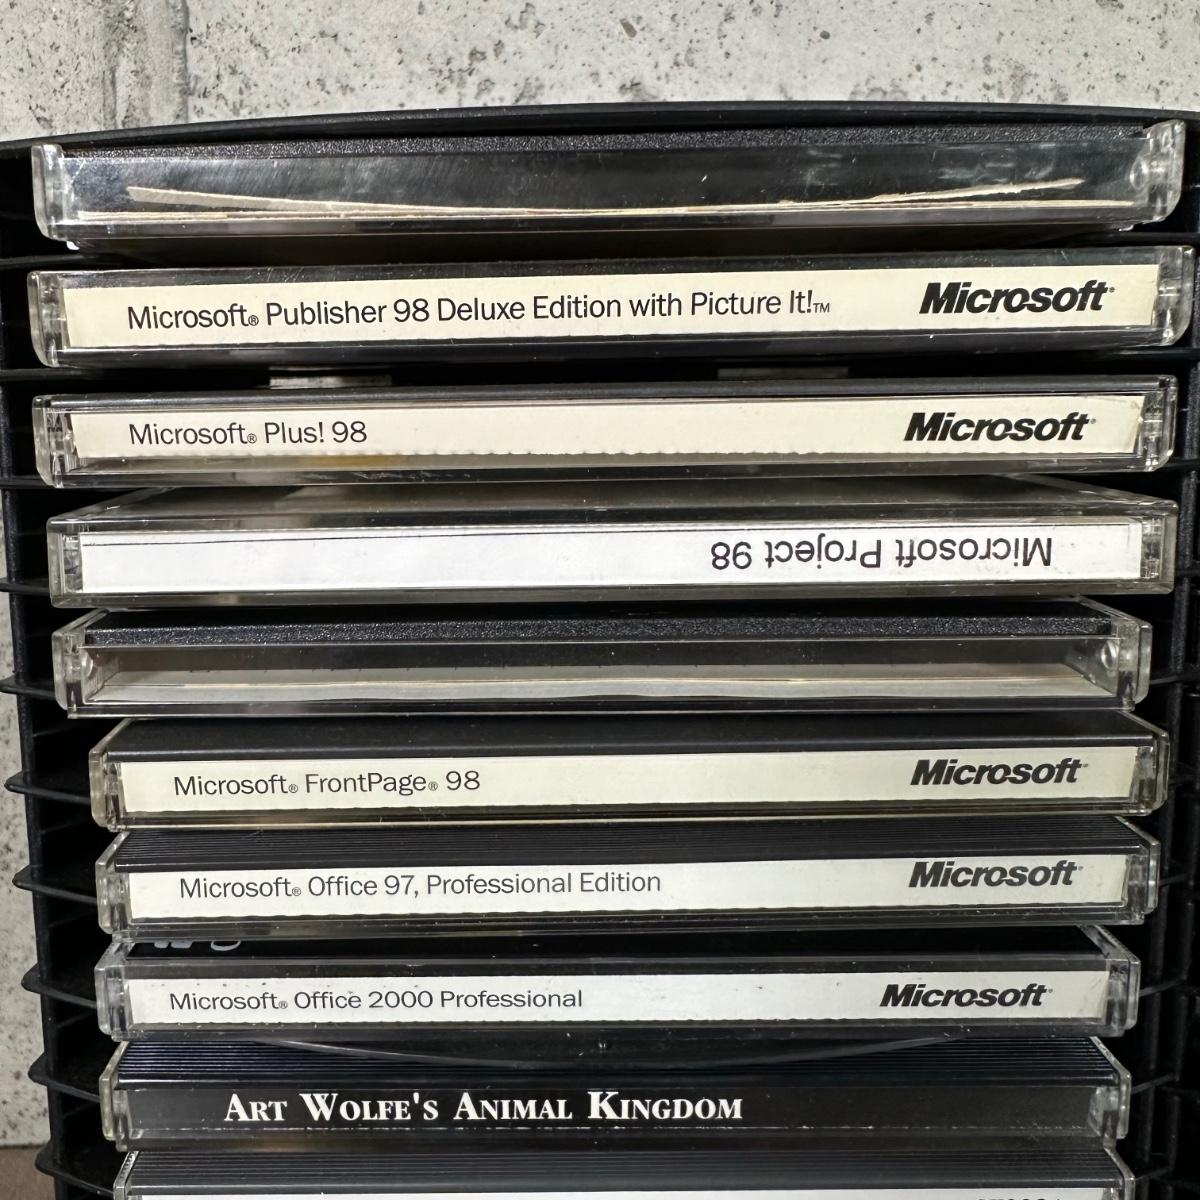 Microsoft® Publisher 98 Deluxe Edition with Picture It!™ Microsoft®
Microsoft® Plus! 98 Microsoft®
Microsoft Project 98
Microsoft® FrontPage® 98 Microsoft®
Microsoft® Office 97, Professional Edition Microsoft®
Microsoft® Office 2000 Professional Microsoft®
ART WOLFE'S ANIMAL KINGDOM